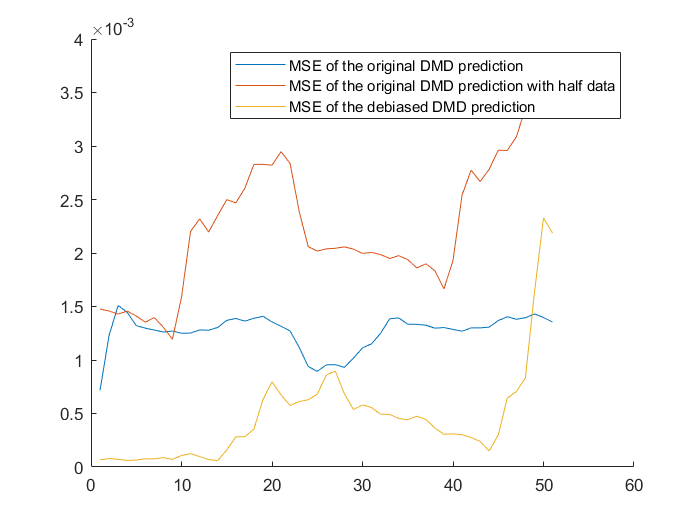 ×10-3
4
3.5
3
2.5
2
1.5
1
0.5
0
0 10 20 30 40 50 60
MSE of the original DMD prediction
MSE of the original DMD prediction with half data
MSE of the debiased DMD prediction